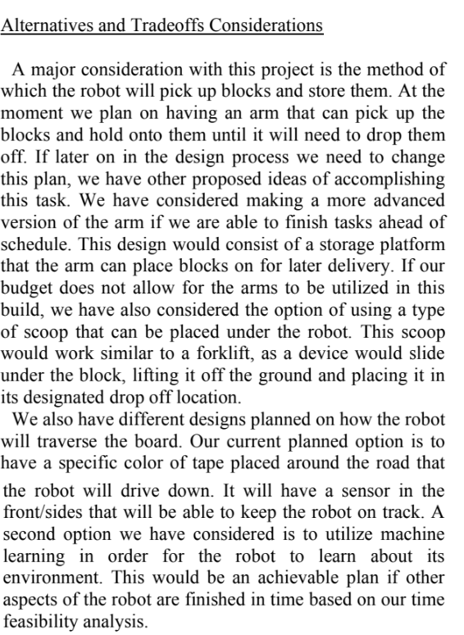 Alternatives and Tradeoffs Considerations
A major consideration with this project is the method of
which the robot will pick up blocks and store them. At the
moment we plan on having an arm that can pick up the
blocks and hold onto them until it will need to drop them
off. If later on in the design process we need to change
this plan, we have other proposed ideas of accomplishing
this task. We have considered making a more advanced
version of the arm if we are able to finish tasks ahead of
schedule. This design would consist of a storage platform
that the arm can place blocks on for later delivery. If our
budget does not allow for the arms to be utilized in this
build, we have also considered the option of using a type
of scoop that can be placed under the robot. This scoop
would work similar to a forklift, as a device would slide
under the block, lifting it off the ground and placing it in
its designated drop off location.
We also have different designs planned on how the robot
will traverse the board. Our current planned option is to
have a specific color of tape placed around the road that
the robot will drive down. It will have a sensor in the
front/sides that will be able to keep the robot on track. A
second option we have considered is to utilize machine
learning in order for the robot to learn about its
environment. This would be an achievable plan if other
aspects of the robot are finished in time based on our time
feasibility analysis.